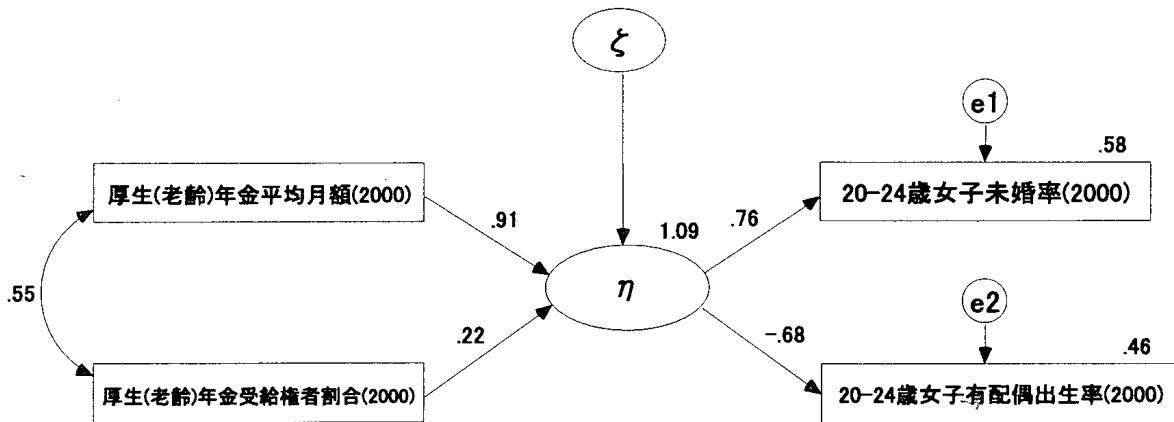 ζ
e1
.58
厚生(老齢)年金平均月額(2000)
20-24歳女子未婚率(2000)
.91
1.09
.76
.55
η
e2
.22
-.68
.46
厚生(老齢)年金受給権者割合(2000)
20-24歳女子有配偶出生率(2000)